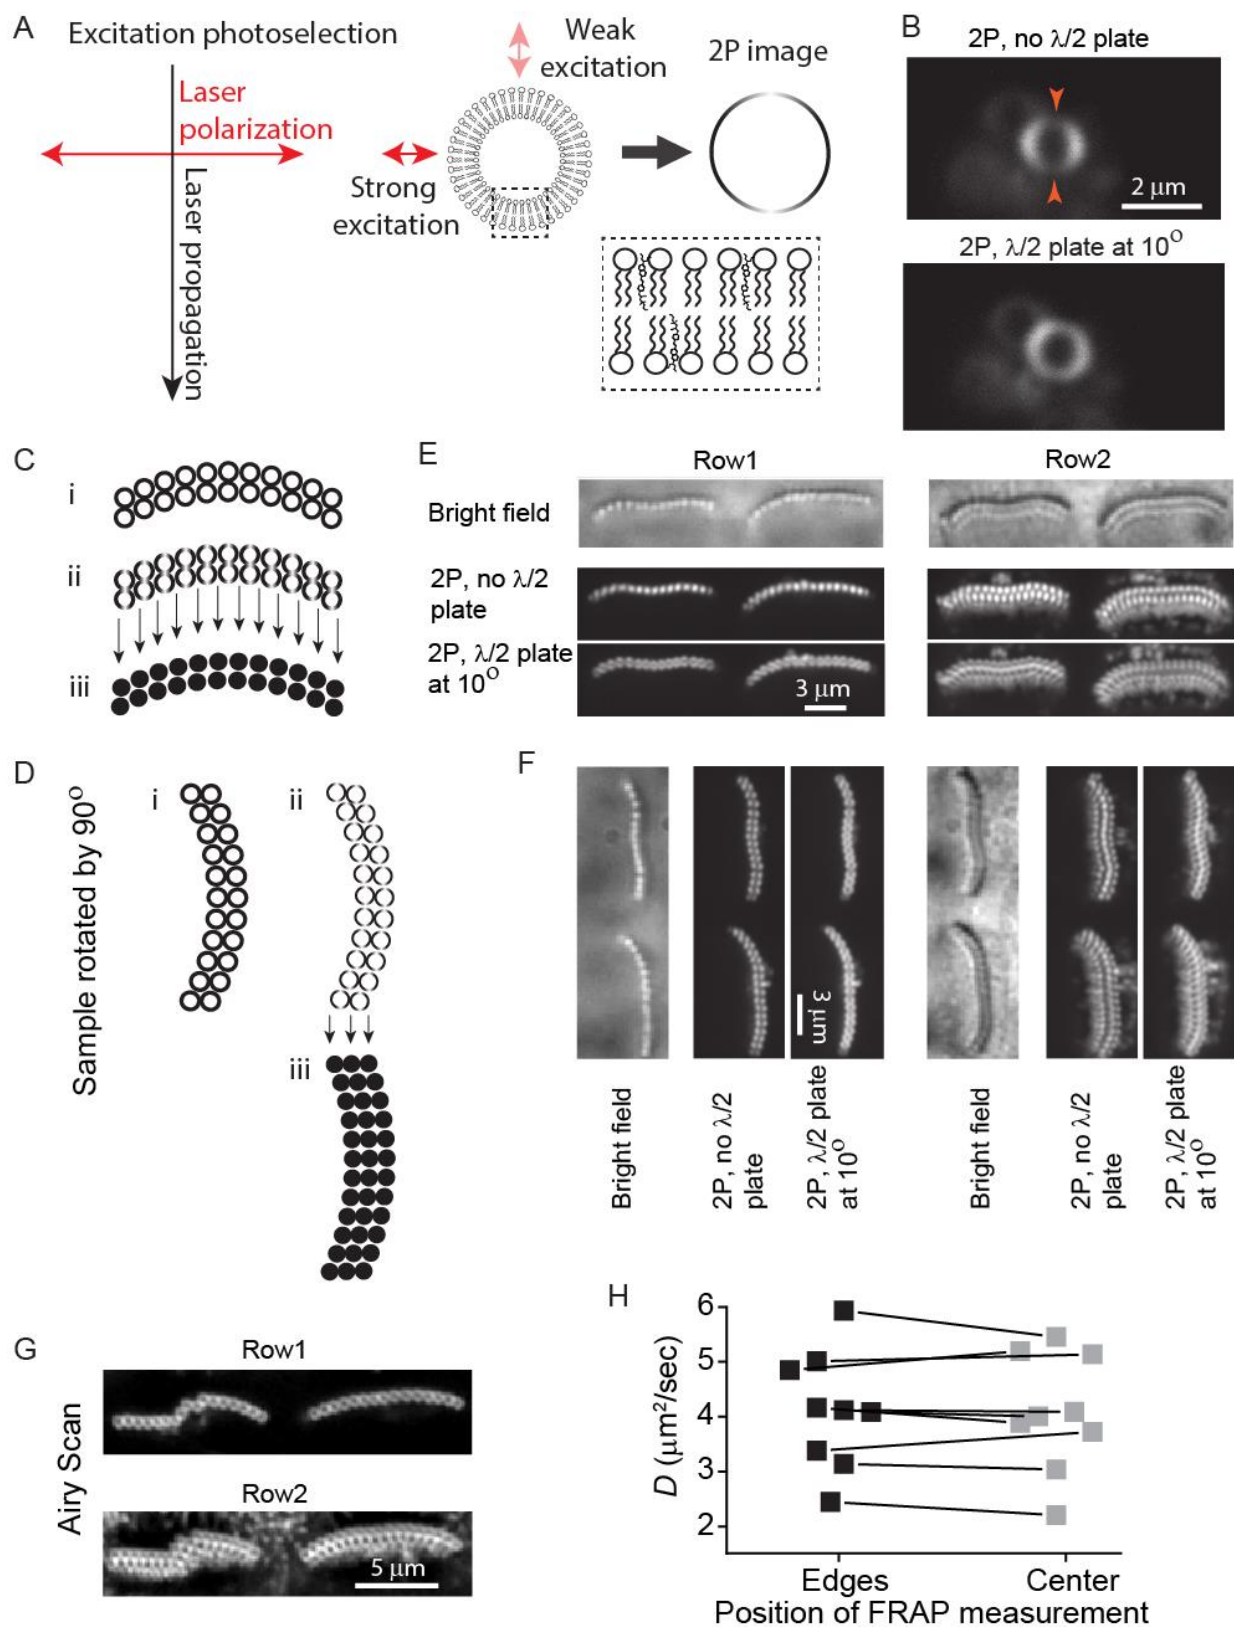 A
Excitation photoselection
Laser
polarization
Laser propagation
Strong
excitation
Weak
excitation
2P image
B
2P, no λ/2 plate
2 μm
2P, λ/2 plate at 10°
C
i
ii
iii
E
Row1
Row2
Bright field
2P, no λ/2
plate
2P, λ/2 plate
at 10°
3 μm
D
Sample rotated by 90°
i
ii
iii
F
3 μm
Bright field
2P, no λ/2
plate
2P, λ/2 plate
at 10°
Bright field
2P, no λ/2
plate
2P, λ/2 plate
at 10°
G
Airy Scan
Row1
Row2
5 μm
H
D (μm²/sec)
6
5
4
3
2
Edges
Center
Position of FRAP measurement